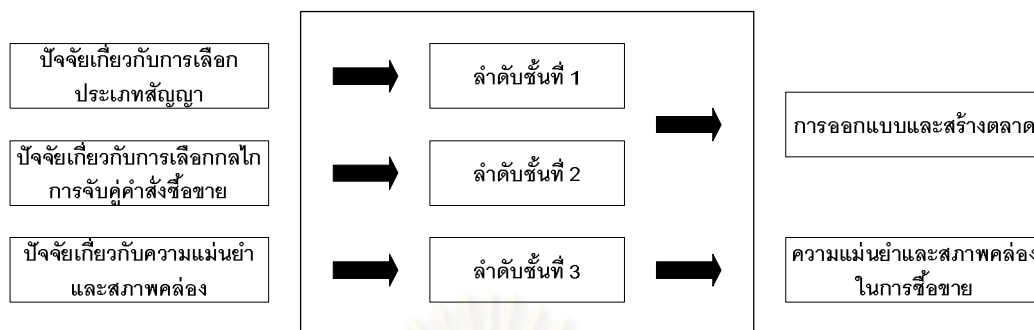 ปัจจัยเกี่ยวกับการเลือก
ประเภทสัญญา
ลำดับชั้นที่ 1
การออกแบบและสร้างตลาด
ปัจจัยเกี่ยวกับการเลือกกลไก
การจับคู่คำสั่งซื้อขาย
ลำดับชั้นที่ 2
ปัจจัยเกี่ยวกับความแม่นยำ
และสภาพคล่อง
ลำดับชั้นที่ 3
ความแม่นยำและสภาพคล่อง
ในการซื้อขาย